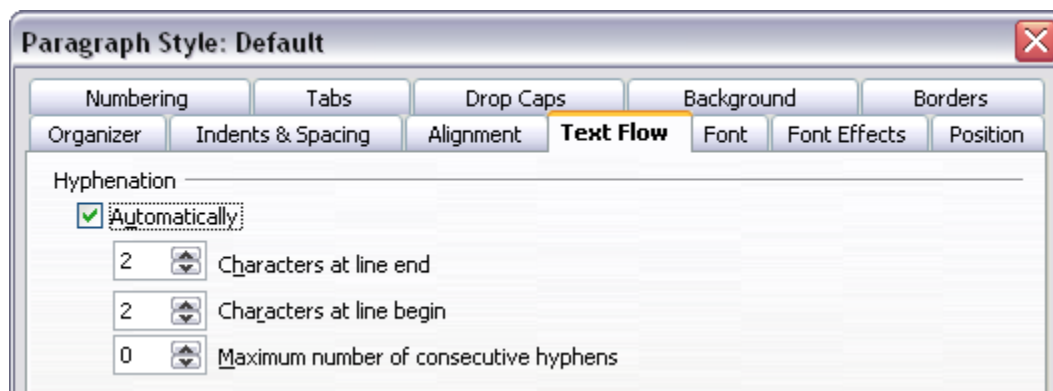 Paragraph Style: Default
Numbering Tabs Drop Caps Background Borders
Organizer Indents & Spacing Alignment Text Flow Font Font Effects Position
Hyphenation
Automatically
2 Characters at line end
2 Characters at line begin
0 Maximum number of consecutive hyphens